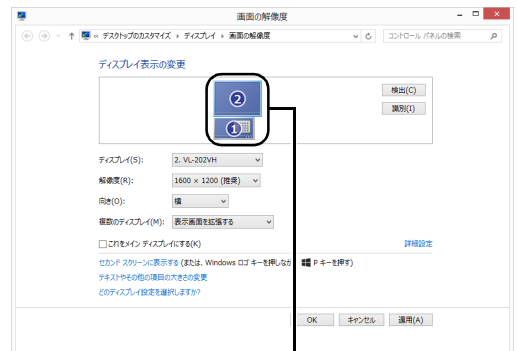 画面の解像度
« デスクトップのカスタマイズ ▸ ディスプレイ ▸ 画面の解像度
コントロール パネルの検索
ディスプレイ表示の変更
2
1
検出(C)
識別(I)
ディスプレイ(S): 2. VL-202VH
解像度(R): 1600 × 1200 (推奨)
向き(O): 横
複数のディスプレイ(M): 表示画面を拡張する
これをメイン ディスプレイにする(K)
詳細設定
セカンド スクリーンに表示する (または、Windows ロゴ キーを押しなが P キーを押す)
テキストやその他の項目の大きさの変更
どのディスプレイ設定を選択しますか?
OK キャンセル 適用(A)